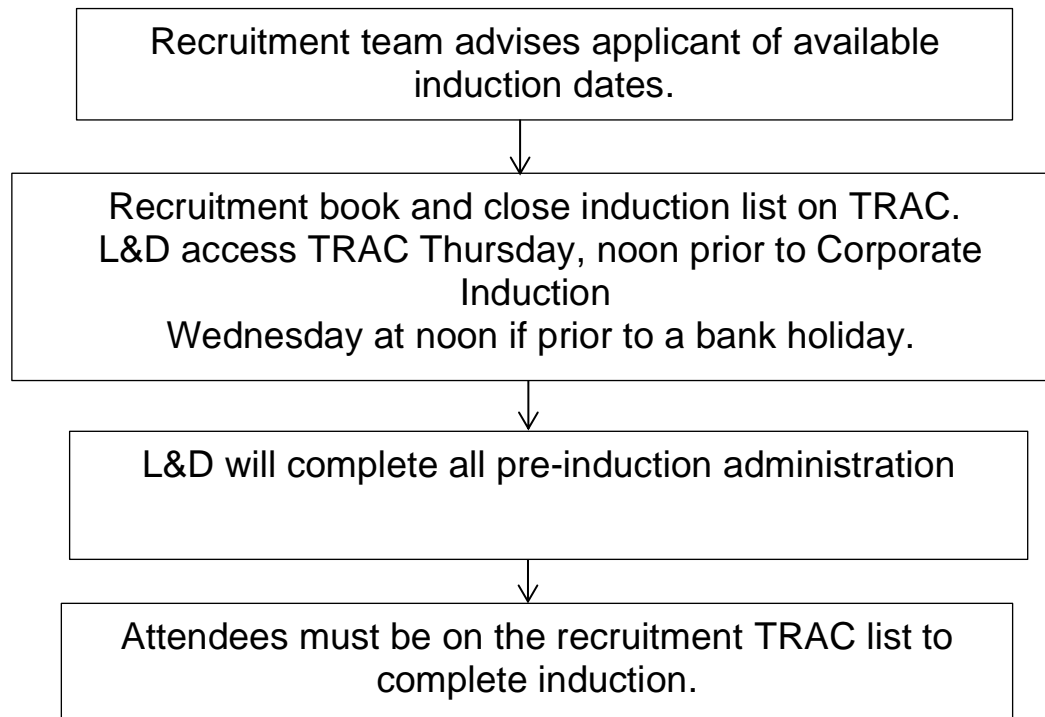 Recruitment team advises applicant of available
induction dates.
Recruitment book and close induction list on TRAC.
L&D access TRAC Thursday, noon prior to Corporate
Induction
Wednesday at noon if prior to a bank holiday.
L&D will complete all pre-induction administration
Attendees must be on the recruitment TRAC list to
complete induction.